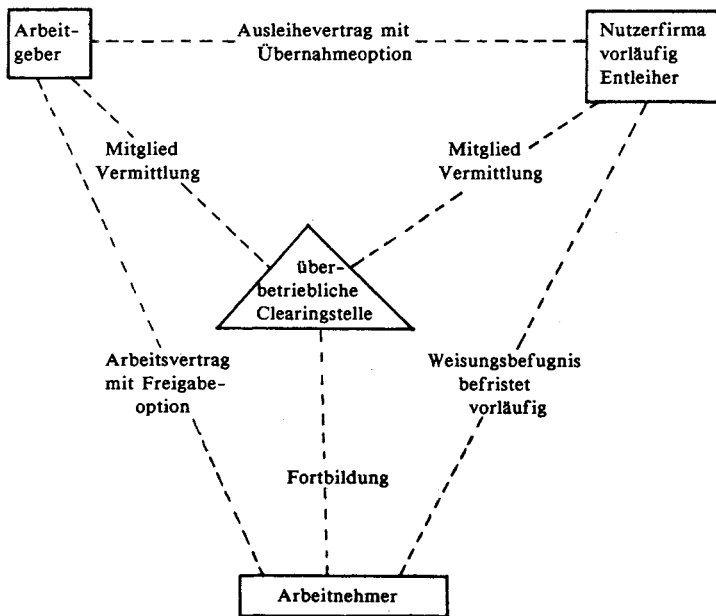 Arbeit-
geber
Ausleihevertrag mit
Übernahmeoption
Nutzerfirma
vorläufig
Entleiher
Mitglied
Vermittlung
Mitglied
Vermittlung
über-
betriebliche
Clearingstelle
Arbeitsvertrag
mit Freigabe-
option
Weisungsbefugnis
befristet
vorläufig
Fortbildung
Arbeitnehmer